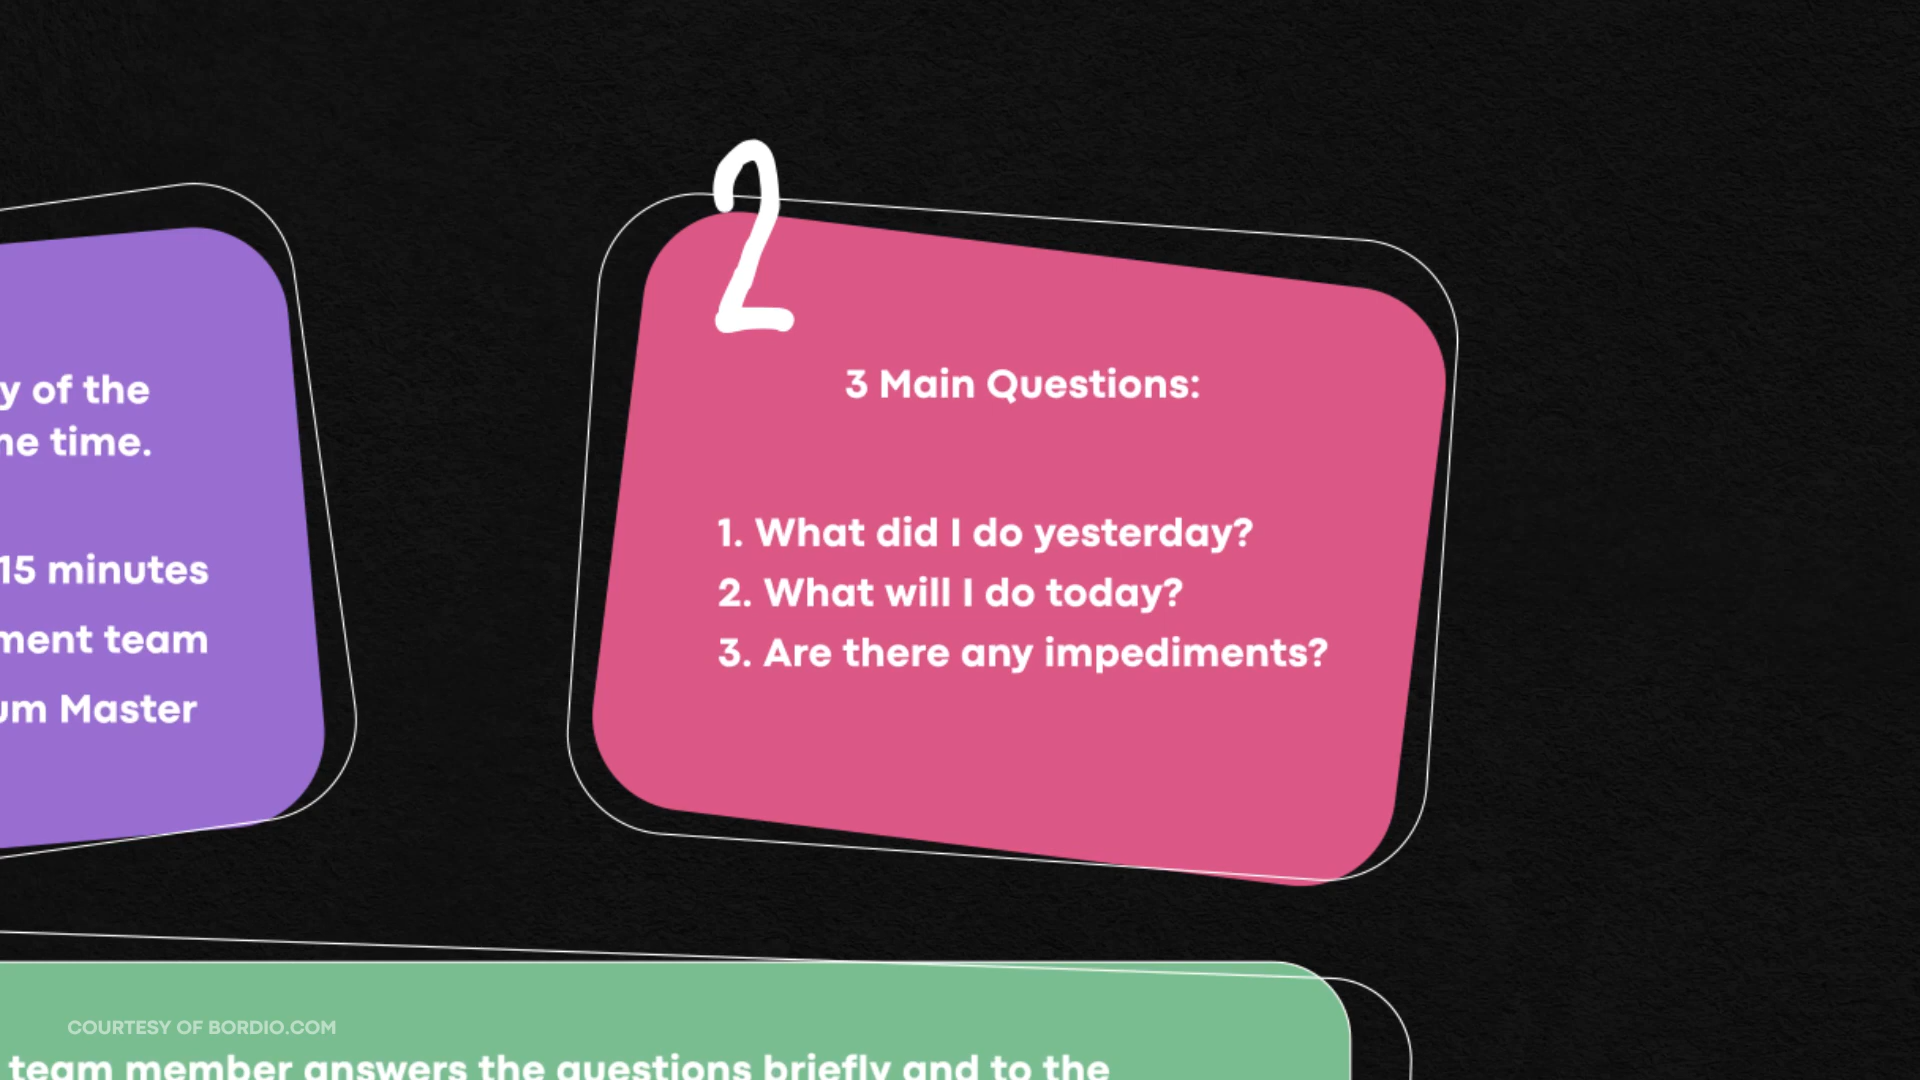 y of the
me time.
15 minutes
ment team
um Master
2
3 Main Questions:
1. What did I do yesterday?
2. What will I do today?
3. Are there any impediments?
COURTESY OF BORDIO.COM
team member answers the questions briefly and to the